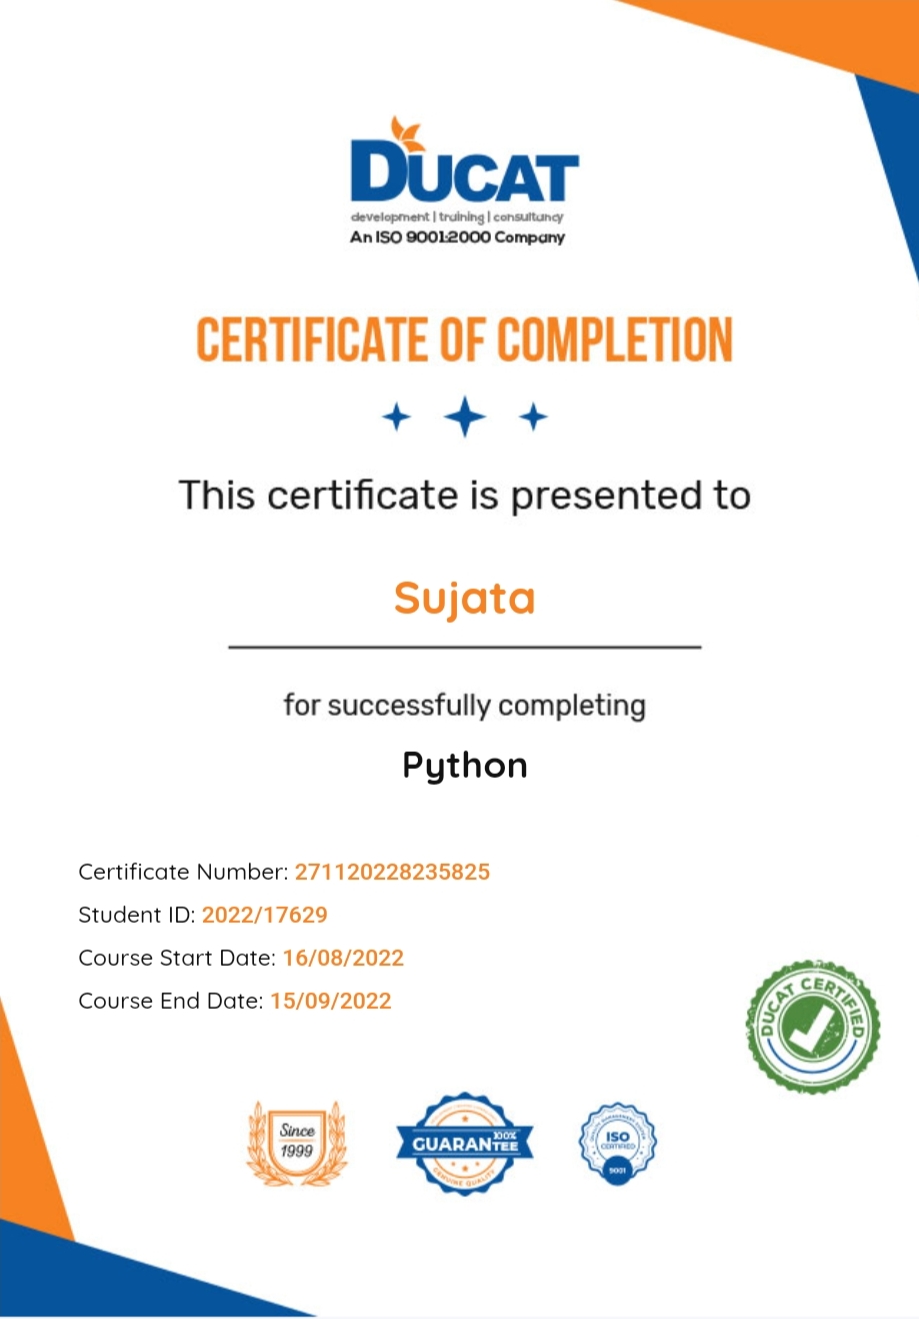 DUCAT
development | training | consultancy
An ISO 9001:2000 Company
CERTIFICATE OF COMPLETION
This certificate is presented to
Sujata
for successfully completing
Python
Certificate Number: 271120228235825
Student ID: 2022/17629
Course Start Date: 16/08/2022
Course End Date: 15/09/2022
DUCAT CERTIFIED
Since
1999
100%
GUARANTEE
GENUINE QUALITY
ISO
CERTIFIED
9001